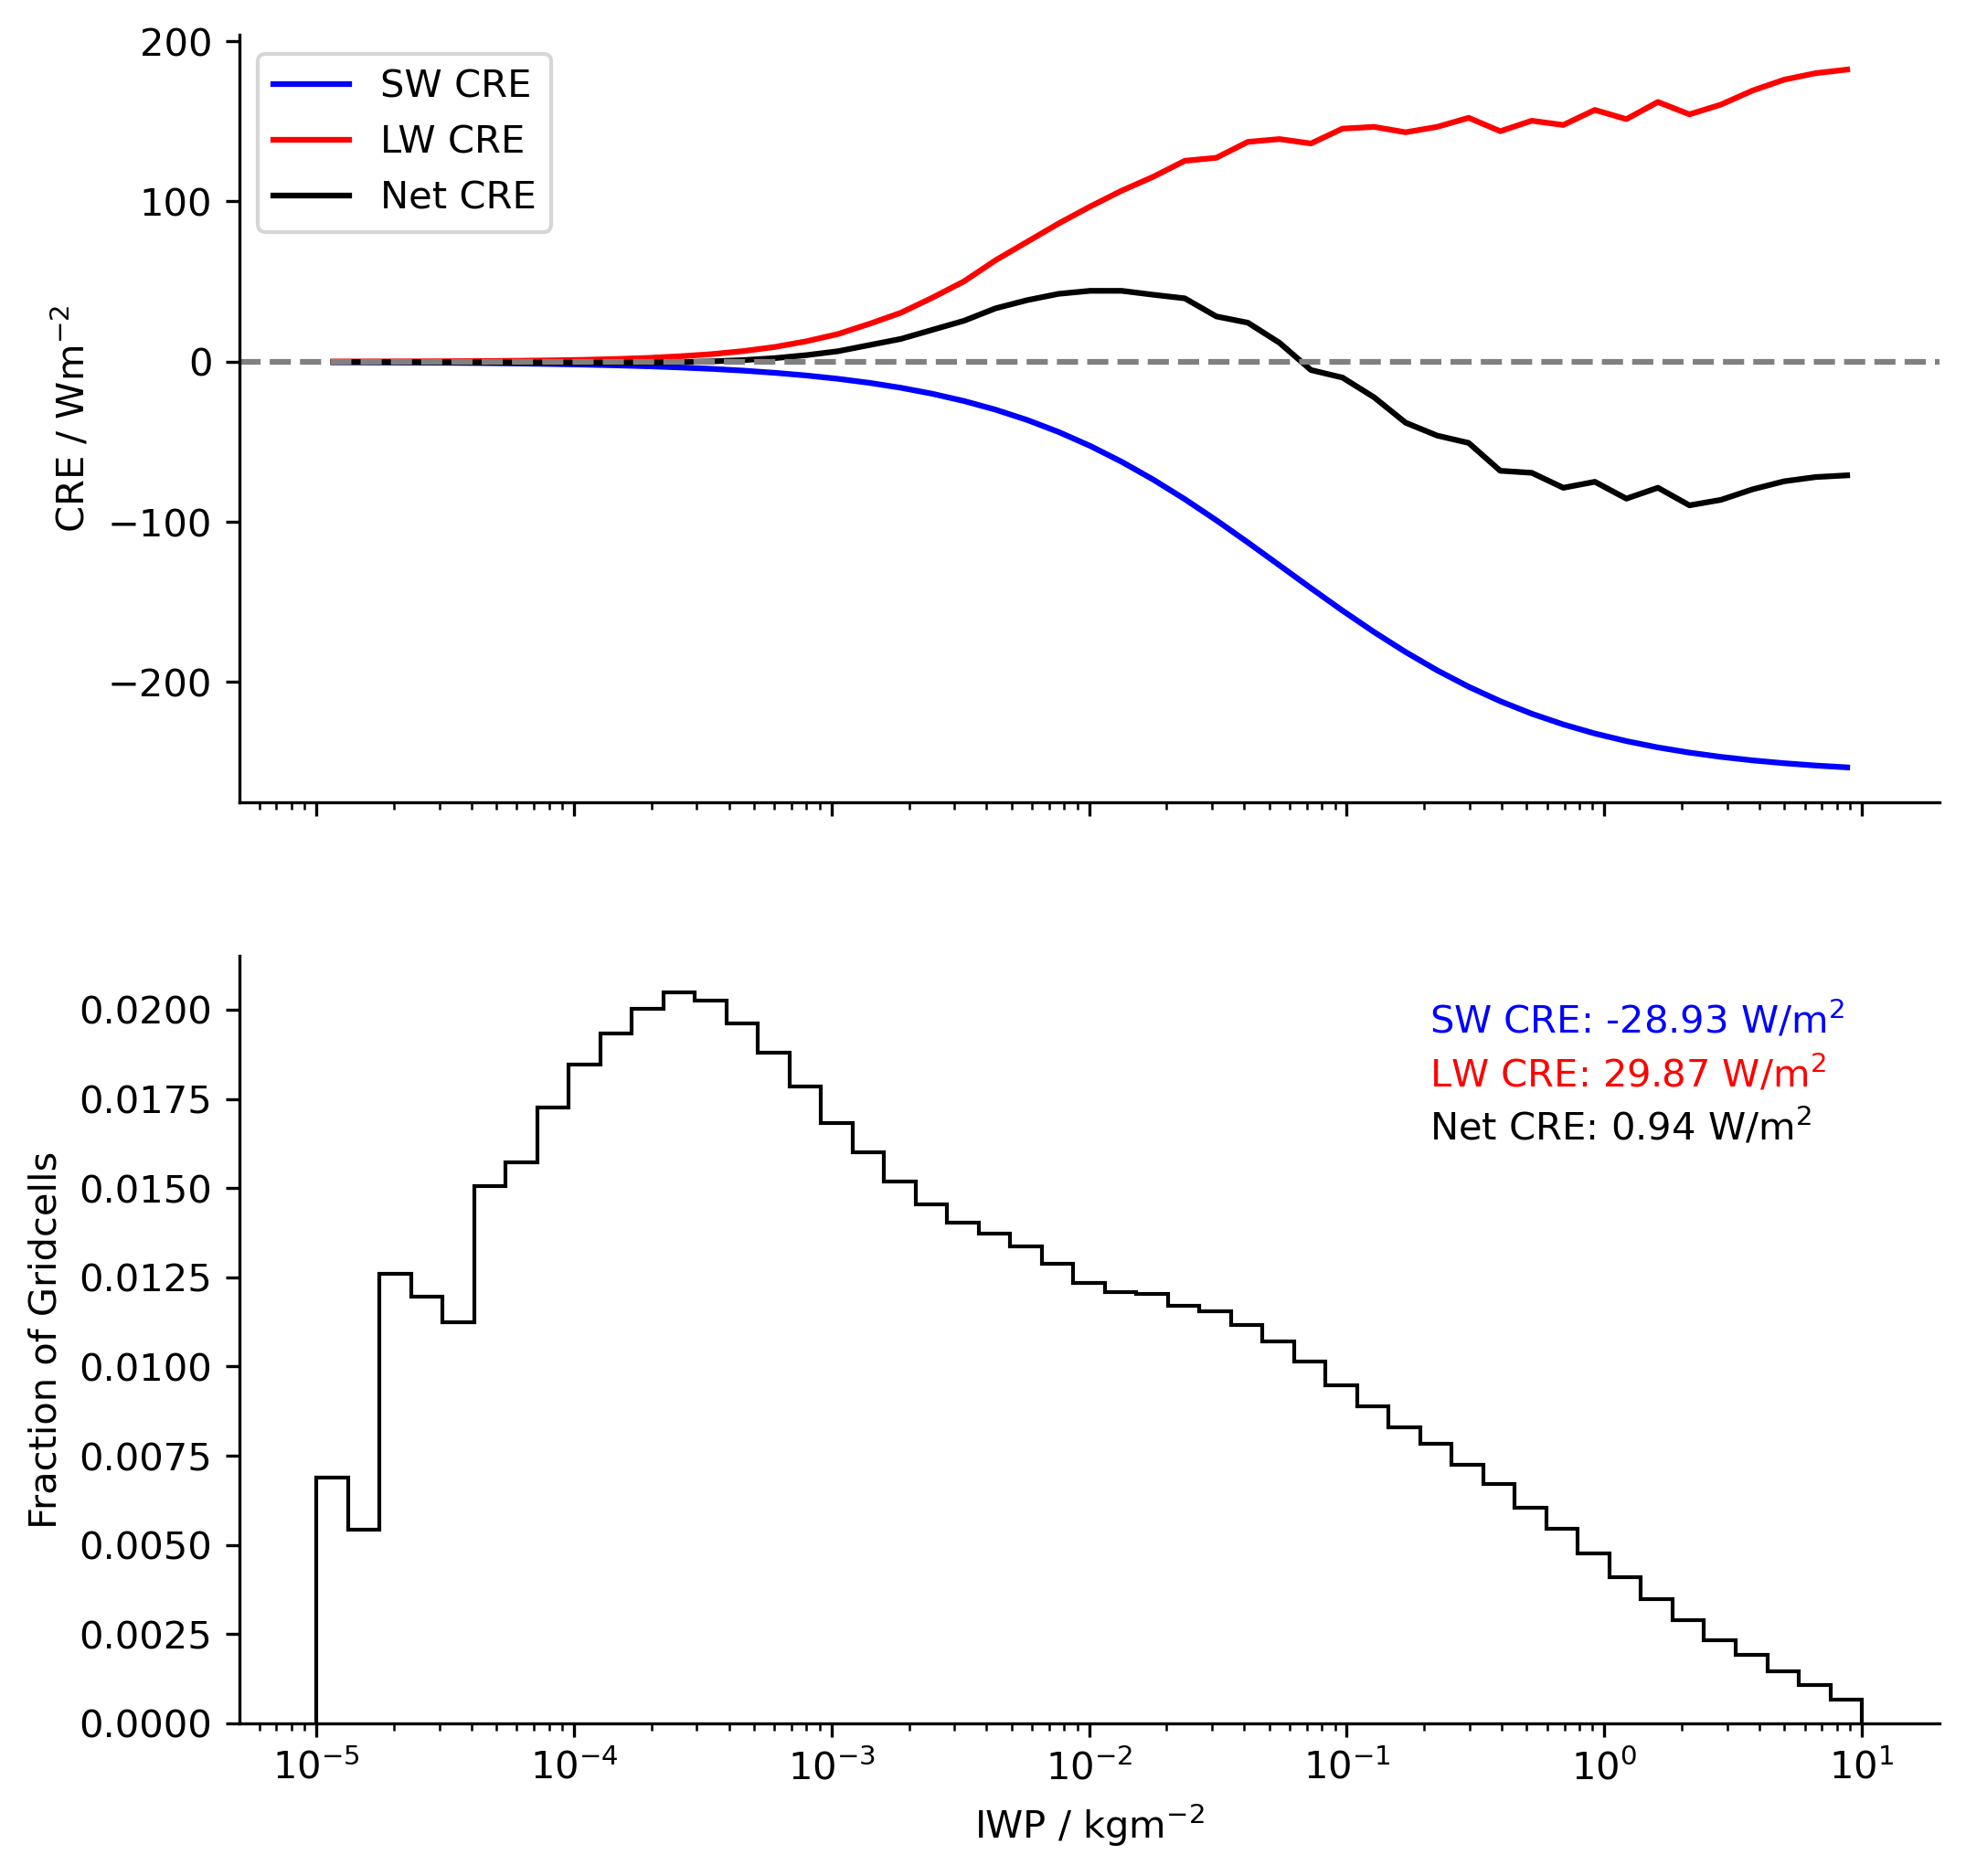 200
100
0
−100
−200
CRE / Wm⁻²
SW CRE
LW CRE
Net CRE
0.0200
0.0175
0.0150
0.0125
0.0100
0.0075
0.0050
0.0025
0.0000
Fraction of Gridcells
SW CRE: -28.93 W/m²
LW CRE: 29.87 W/m²
Net CRE: 0.94 W/m²
10⁻⁵ 10⁻⁴ 10⁻³ 10⁻² 10⁻¹ 10⁰ 10¹
IWP / kgm⁻²